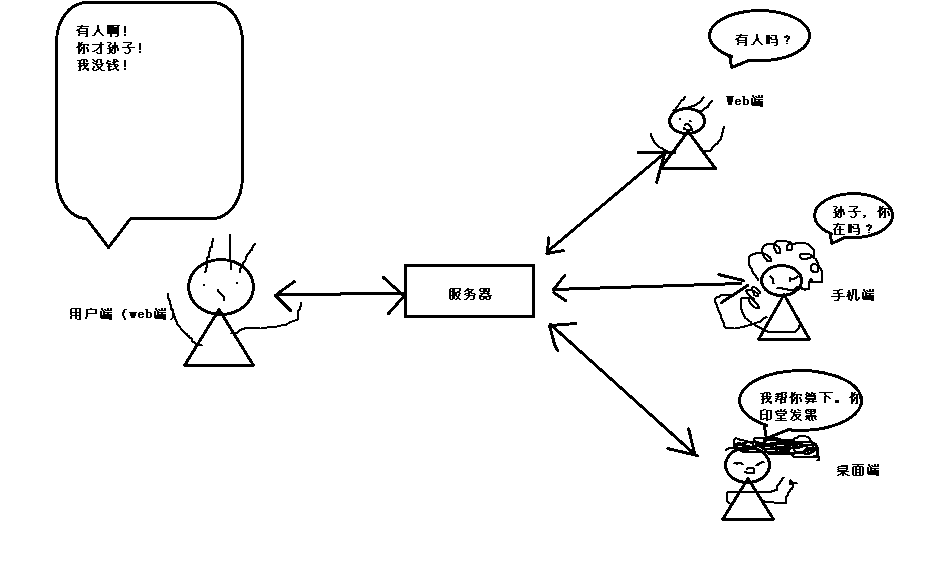 有人啊！
你才孙子！
我没钱！
有人吗？
Web端
孙子，你
在吗？
手机端
用户端（web端）
服务器
我帮你算下。你
印堂发黑
桌面端